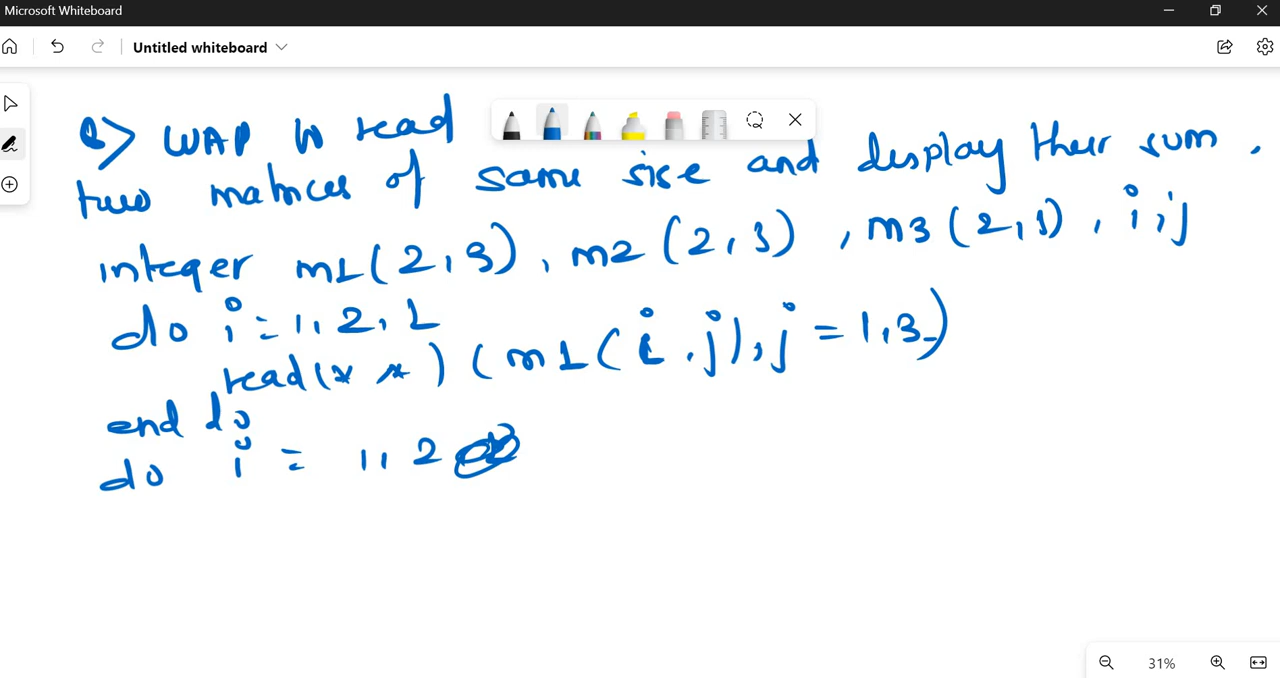 Microsoft Whiteboard
Untitled whiteboard
Q> WAP to read
two matrices of same size and display their sum.
integer m1(2,3), m2(2,3), m3(2,3), i,j
do i=1,2,1
read(* *) (m1(i,j),j=1,3)
end do
do i = 1,2
31%